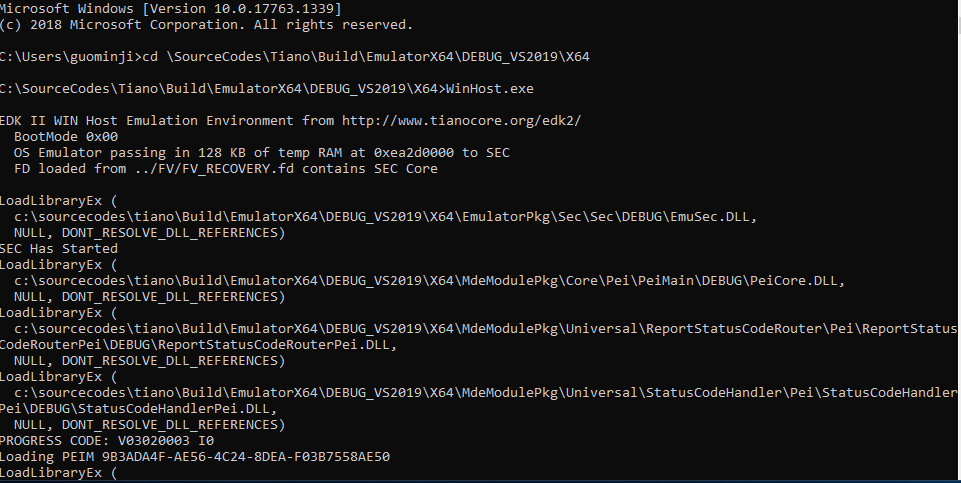 Microsoft Windows [Version 10.0.17763.1339]
(c) 2018 Microsoft Corporation. All rights reserved.
C:\Users\guominji>cd \SourceCodes\Tiano\Build\EmulatorX64\DEBUG_VS2019\X64
C:\SourceCodes\Tiano\Build\EmulatorX64\DEBUG_VS2019\X64>WinHost.exe
EDK II WIN Host Emulation Environment from http://www.tianocore.org/edk2/
BootMode 0x00
OS Emulator passing in 128 KB of temp RAM at 0xea2d0000 to SEC
FD loaded from ../FV/FV_RECOVERY.fd contains SEC Core
LoadLibraryEx (
c:\sourcecodes\tiano\Build\EmulatorX64\DEBUG_VS2019\X64\EmulatorPkg\Sec\Sec\DEBUG\EmuSec.DLL,
NULL, DONT_RESOLVE_DLL_REFERENCES)
SEC Has Started
LoadLibraryEx (
c:\sourcecodes\tiano\Build\EmulatorX64\DEBUG_VS2019\X64\MdeModulePkg\Core\Pei\PeiMain\DEBUG\PeiCore.DLL,
NULL, DONT_RESOLVE_DLL_REFERENCES)
LoadLibraryEx (
c:\sourcecodes\tiano\Build\EmulatorX64\DEBUG_VS2019\X64\MdeModulePkg\Universal\ReportStatusCodeRouter\Pei\ReportStatus
CodeRouterPei\DEBUG\ReportStatusCodeRouterPei.DLL,
NULL, DONT_RESOLVE_DLL_REFERENCES)
LoadLibraryEx (
c:\sourcecodes\tiano\Build\EmulatorX64\DEBUG_VS2019\X64\MdeModulePkg\Universal\StatusCodeHandler\Pei\StatusCodeHandler
Pei\DEBUG\StatusCodeHandlerPei.DLL,
NULL, DONT_RESOLVE_DLL_REFERENCES)
PROGRESS CODE: V03020003 I0
Loading PEIM 9B3ADA4F-AE56-4C24-8DEA-F03B7558AE50
LoadLibraryEx (